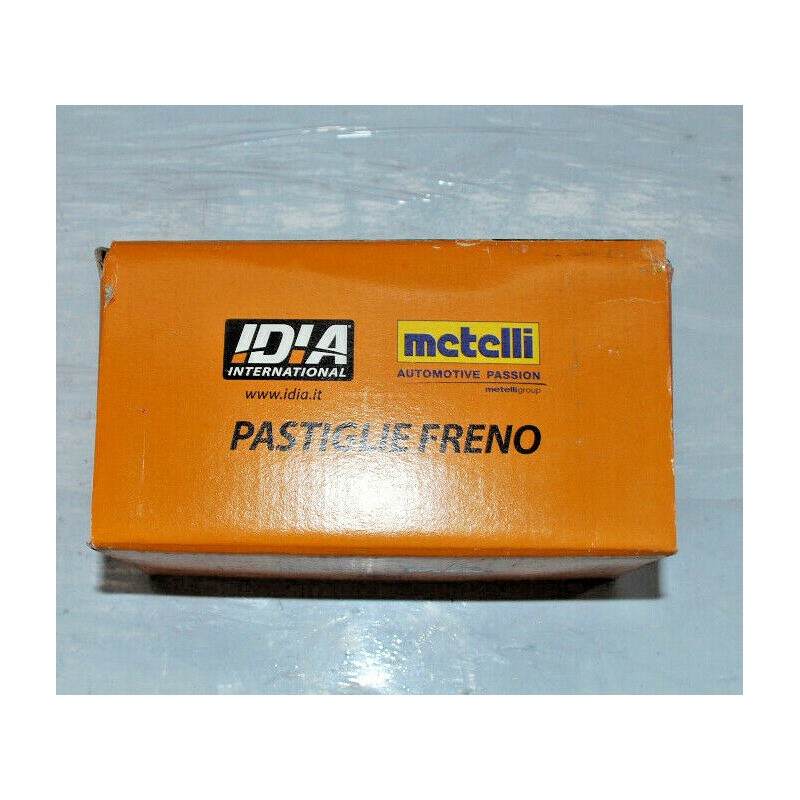 IDIA
INTERNATIONAL
www.idia.it
metelli
AUTOMOTIVE PASSION
metelligroup
PASTIGLIE FRENO